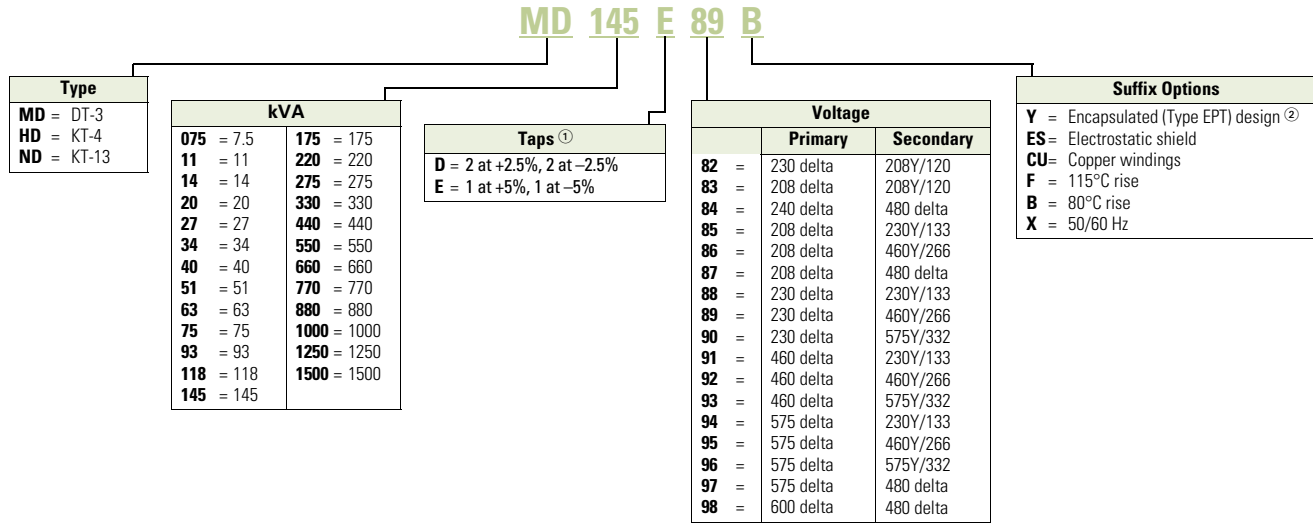 MD 145 E 89 B
Type
MD = DT-3
HD = KT-4
ND = KT-13
kVA
075 = 7.5
11 = 11
14 = 14
20 = 20
27 = 27
34 = 34
40 = 40
51 = 51
63 = 63
75 = 75
93 = 93
118 = 118
145 = 145
175 = 175
220 = 220
275 = 275
330 = 330
440 = 440
550 = 550
660 = 660
770 = 770
880 = 880
1000 = 1000
1250 = 1250
1500 = 1500
Taps ①
D = 2 at +2.5%, 2 at –2.5%
E = 1 at +5%, 1 at –5%
Voltage
Primary Secondary
82 = 230 delta 208Y/120
83 = 208 delta 208Y/120
84 = 240 delta 480 delta
85 = 208 delta 230Y/133
86 = 208 delta 460Y/266
87 = 208 delta 480 delta
88 = 230 delta 230Y/133
89 = 230 delta 460Y/266
90 = 230 delta 575Y/332
91 = 460 delta 230Y/133
92 = 460 delta 460Y/266
93 = 460 delta 575Y/332
94 = 575 delta 230Y/133
95 = 575 delta 460Y/266
96 = 575 delta 575Y/332
97 = 575 delta 480 delta
98 = 600 delta 480 delta
Suffix Options
Y = Encapsulated (Type EPT) design ②
ES = Electrostatic shield
CU = Copper windings
F = 115°C rise
B = 80°C rise
X = 50/60 Hz